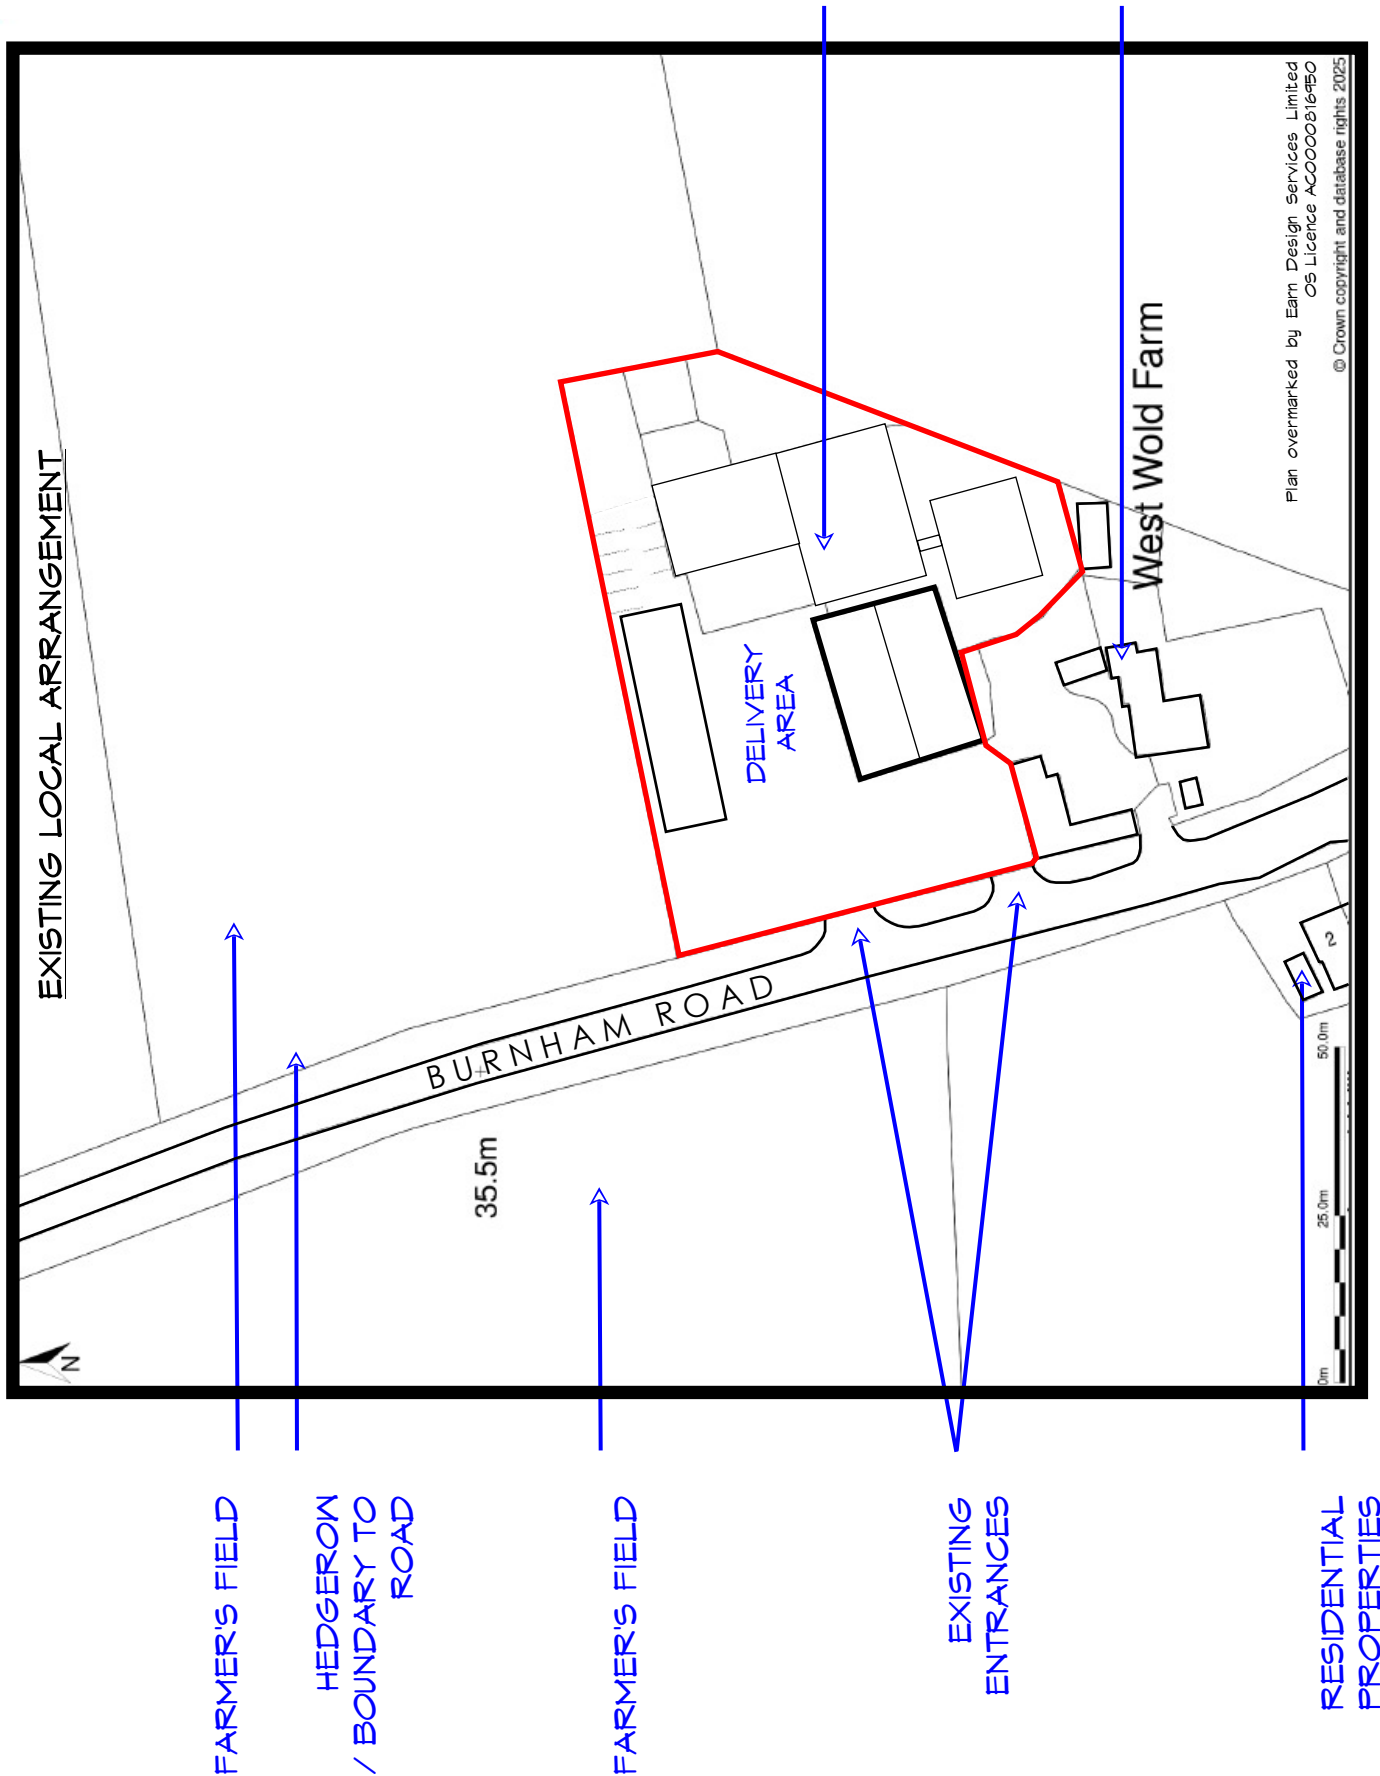 EXISTING LOCAL ARRANGEMENT
N
FARMER'S FIELD
HEDGEROW
/ BOUNDARY TO
ROAD
BURNHAM ROAD
35.5m
FARMER'S FIELD
DELIVERY
AREA
EXISTING
ENTRANCES
West Wold Farm
RESIDENTIAL
PROPERTIES
2
0m
25.0m
50.0m
Plan overmarked by Earn Design Services Limited
OS Licence AC0000816950
© Crown copyright and database rights 2025